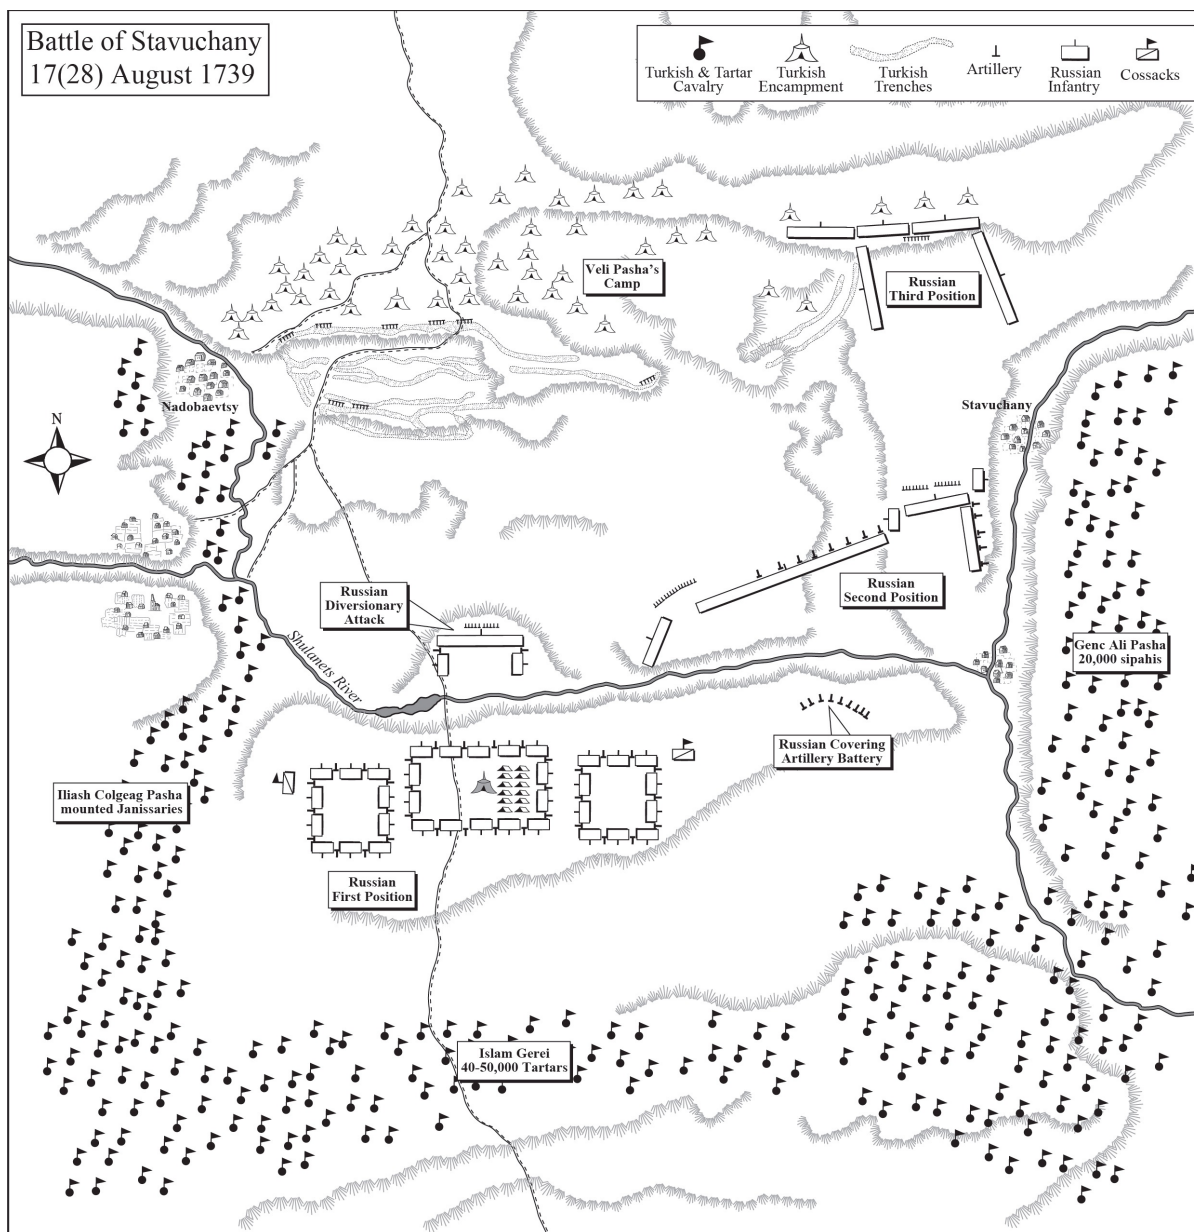 Battle of Stavuchany
17(28) August 1739
Turkish & Tartar
Cavalry
Turkish
Encampment
Turkish
Trenches
Artillery
Russian
Infantry
Cossacks
Veli Pasha's
Camp
Russian
Third Position
Nadobaevtsy
Stavuchany
N
Russian
Diversionary
Attack
Russian
Second Position
Shulanets River
Genc Ali Pasha
20,000 sipahis
Russian Covering
Artillery Battery
Iliash Colgeag Pasha
mounted Janissaries
Russian
First Position
Islam Gerei
40-50,000 Tartars